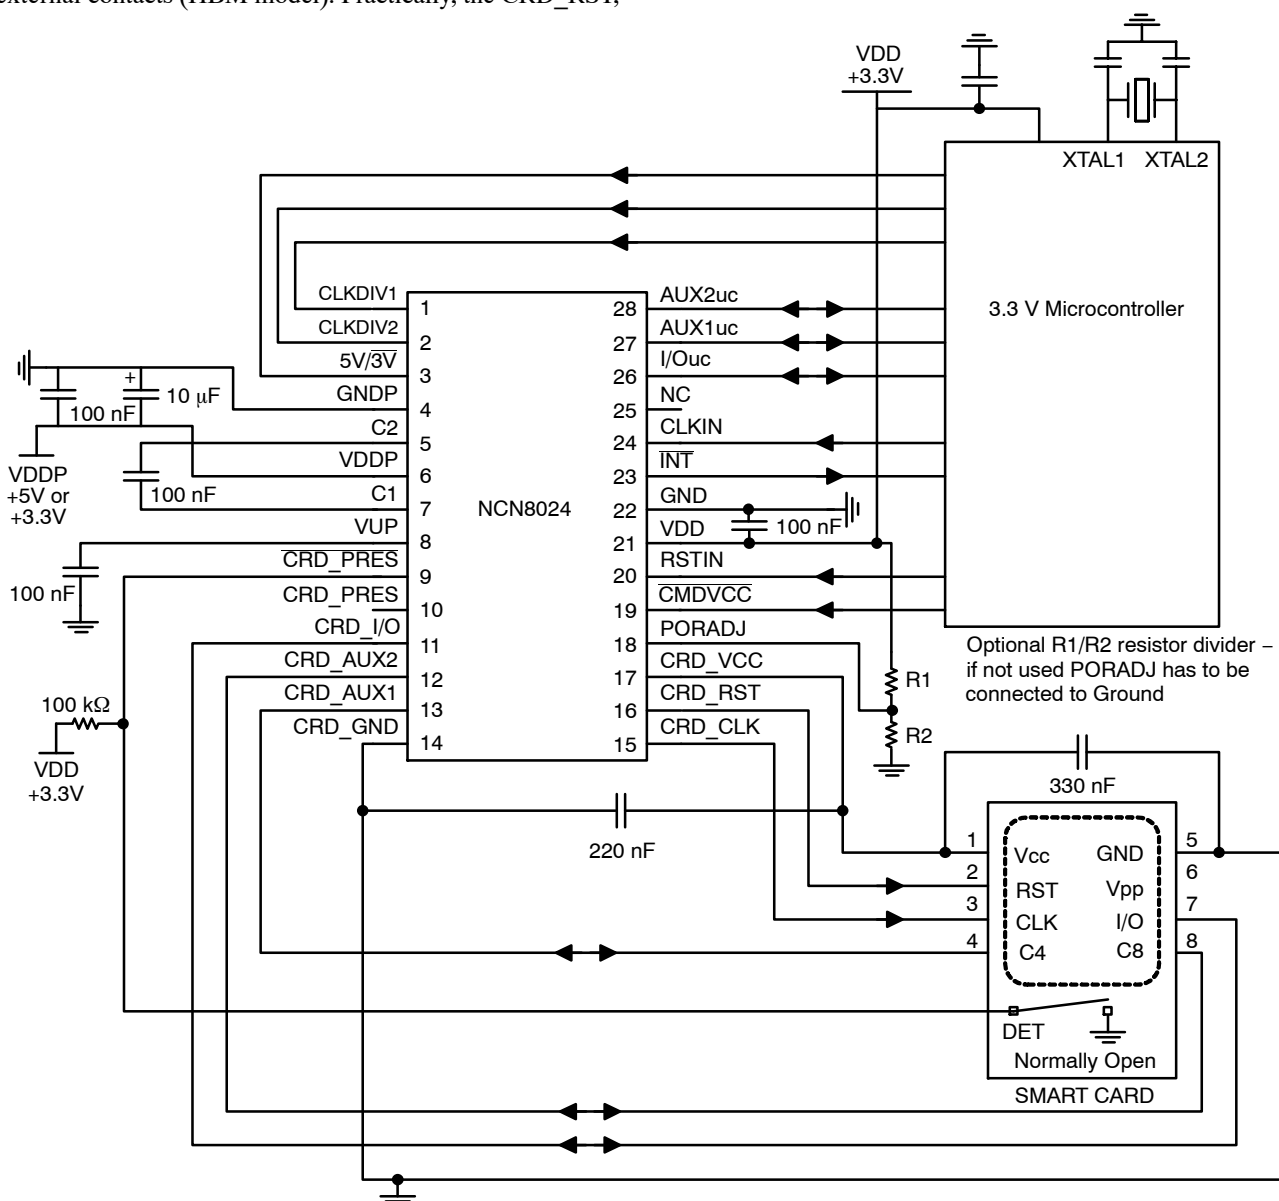 external contacts (HBM model). Practically, the CRD_RST,
VDD
+3.3V
XTAL1 XTAL2
3.3 V Microcontroller
CLKDIV1
1
CLKDIV2
2
5V/3V
3
GNDP
4
C2
5
VDDP
6
C1
7
VUP
8
CRD_PRES
9
CRD_PRES
10
CRD_I/O
11
CRD_AUX2
12
CRD_AUX1
13
CRD_GND
14
NCN8024
AUX2uc
28
AUX1uc
27
I/Ouc
26
NC
25
CLKIN
24
INT
23
GND
22
VDD
21
RSTIN
20
CMDVCC
19
PORADJ
18
CRD_VCC
17
CRD_RST
16
CRD_CLK
15
+
10 μF
100 nF
VDDP
+5V or
+3.3V
100 nF
100 nF
100 nF
100 kΩ
VDD
+3.3V
R1
R2
Optional R1/R2 resistor divider –
if not used PORADJ has to be
connected to Ground
220 nF
330 nF
1 Vcc GND 5
2 RST Vpp 6
3 CLK I/O 7
4 C4 C8 8
DET
Normally Open
SMART CARD